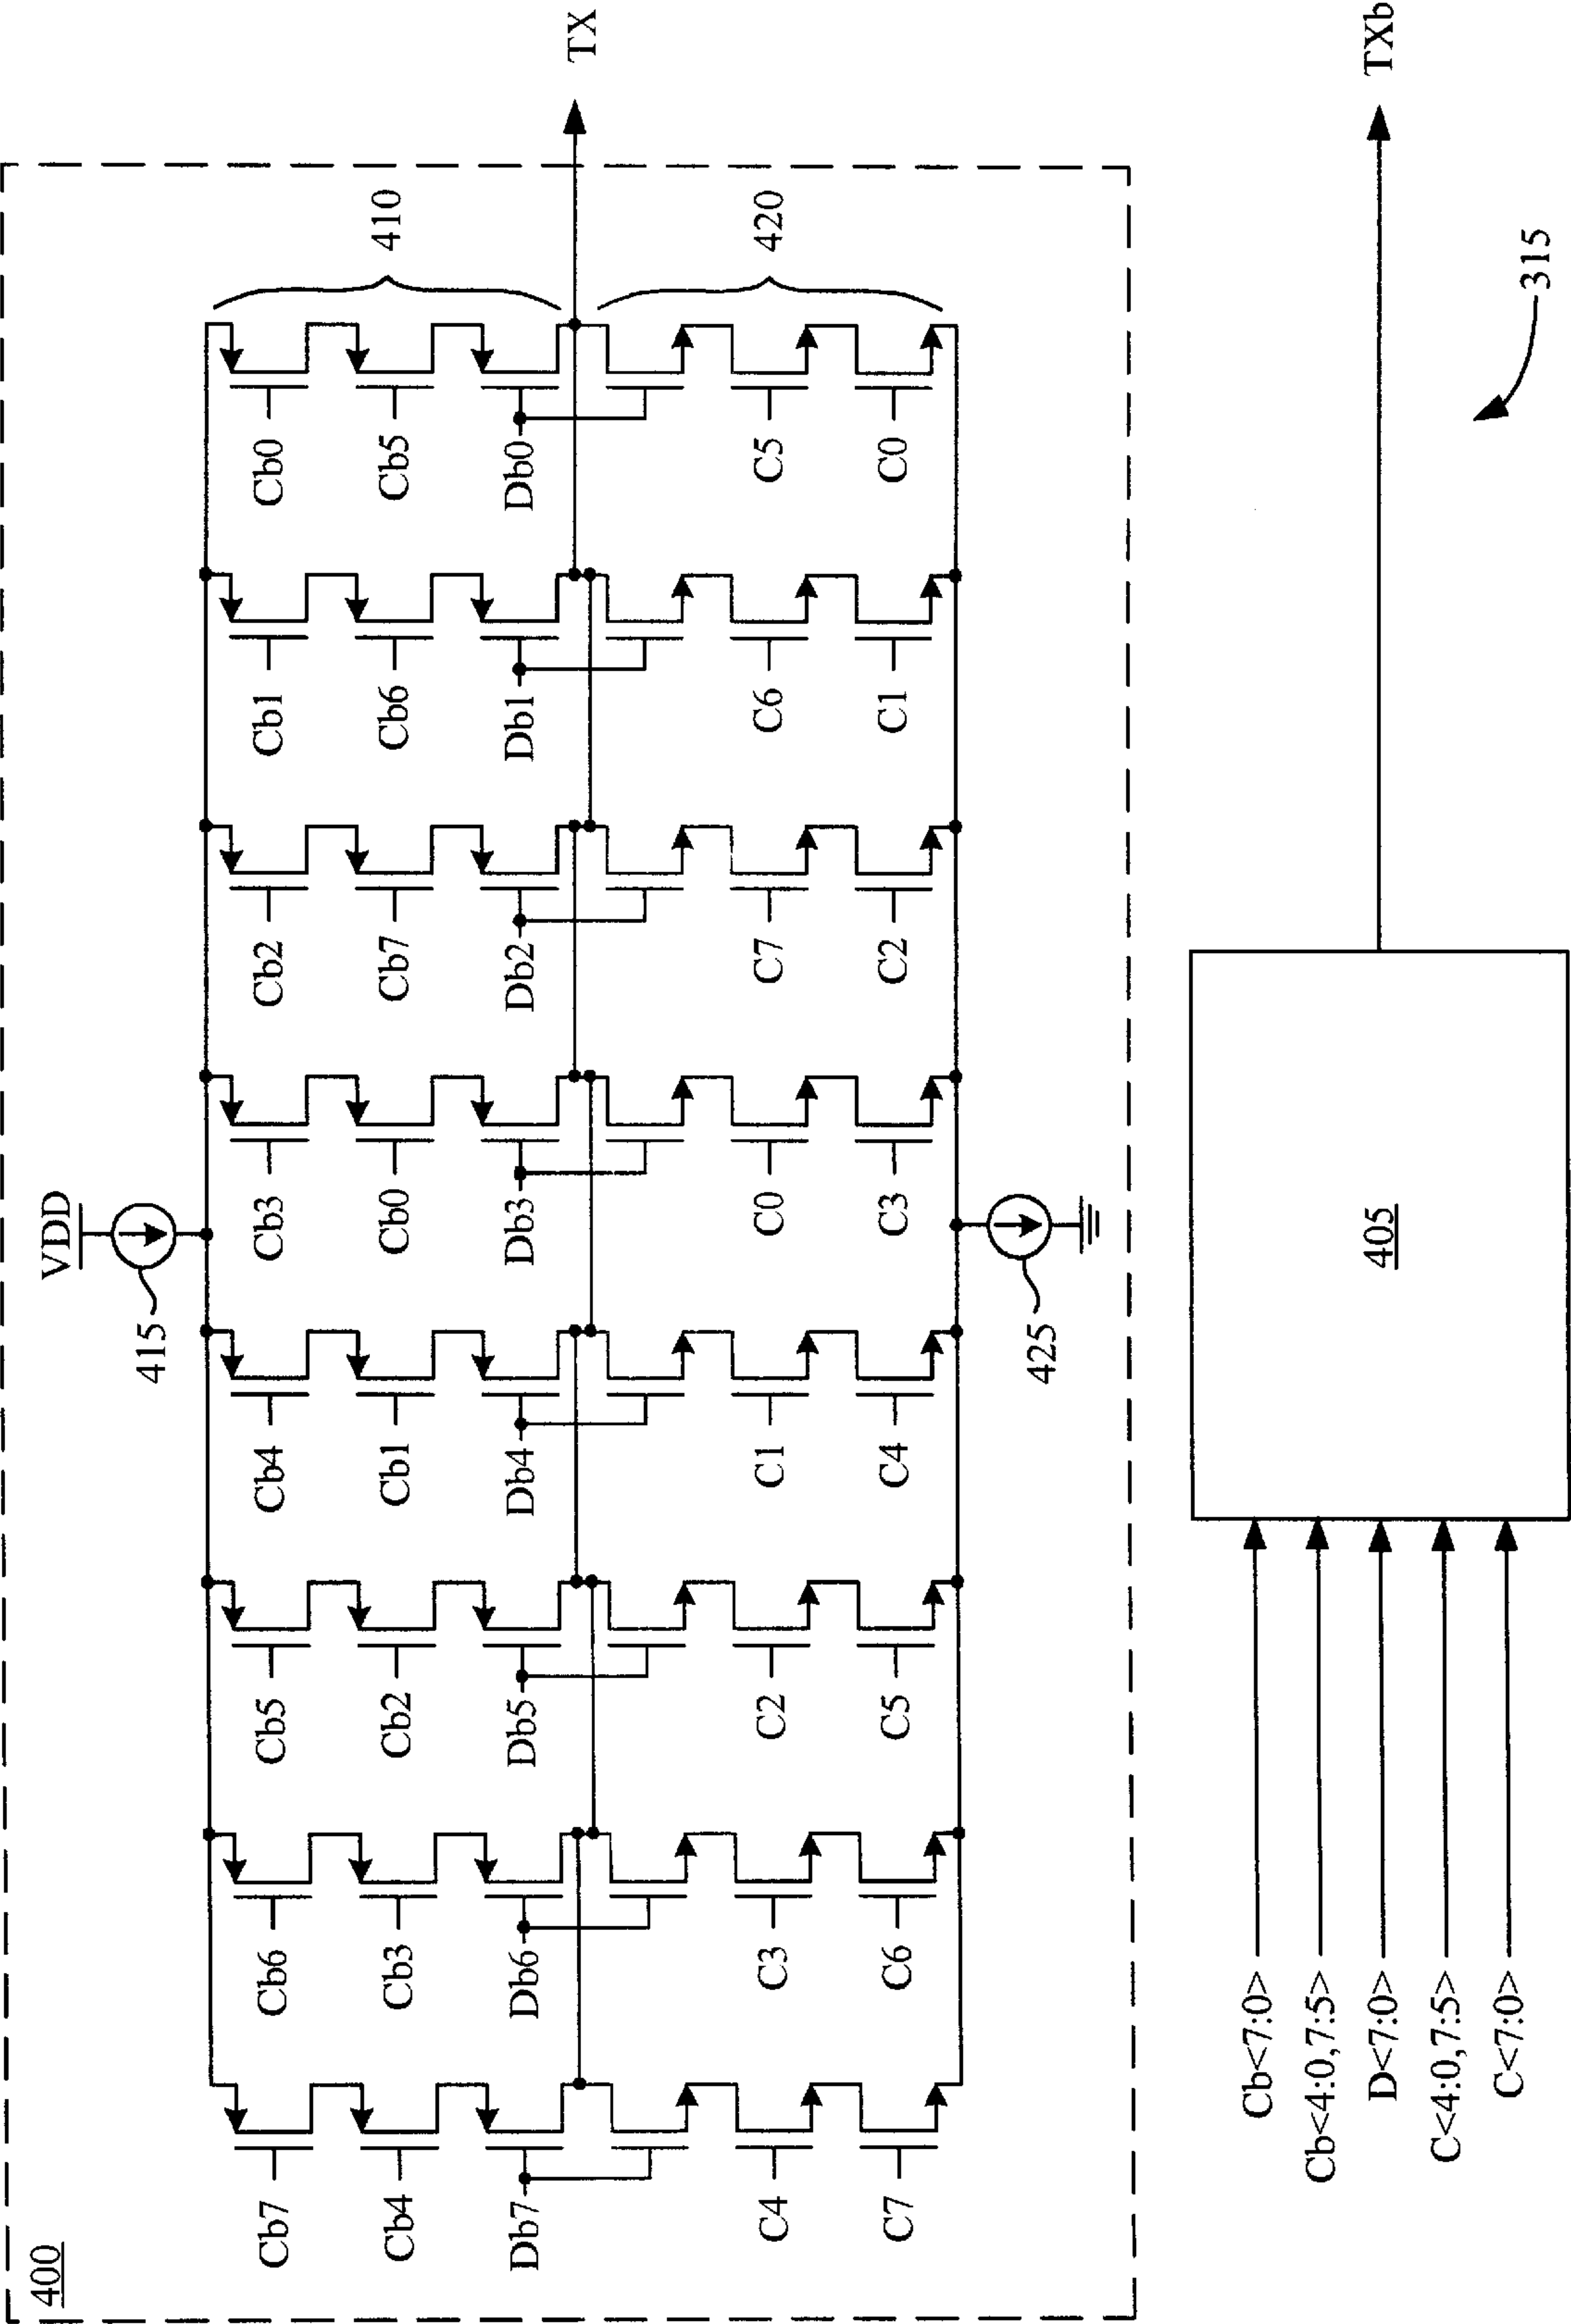 400
VDD
415
Cb7 Cb6 Cb5 Cb4 Cb3 Cb2 Cb1 Cb0
Cb4 Cb3 Cb2 Cb1 Cb0 Cb7 Cb6 Cb5
410
Db7 Db6 Db5 Db4 Db3 Db2 Db1 Db0
TX
C4 C3 C2 C1 C0 C7 C6 C5
420
C7 C6 C5 C4 C3 C2 C1 C0
425
Cb<7:0>
Cb<4:0,7:5>
D<7:0>
C<4:0,7:5>
C<7:0>
405
TXb
315